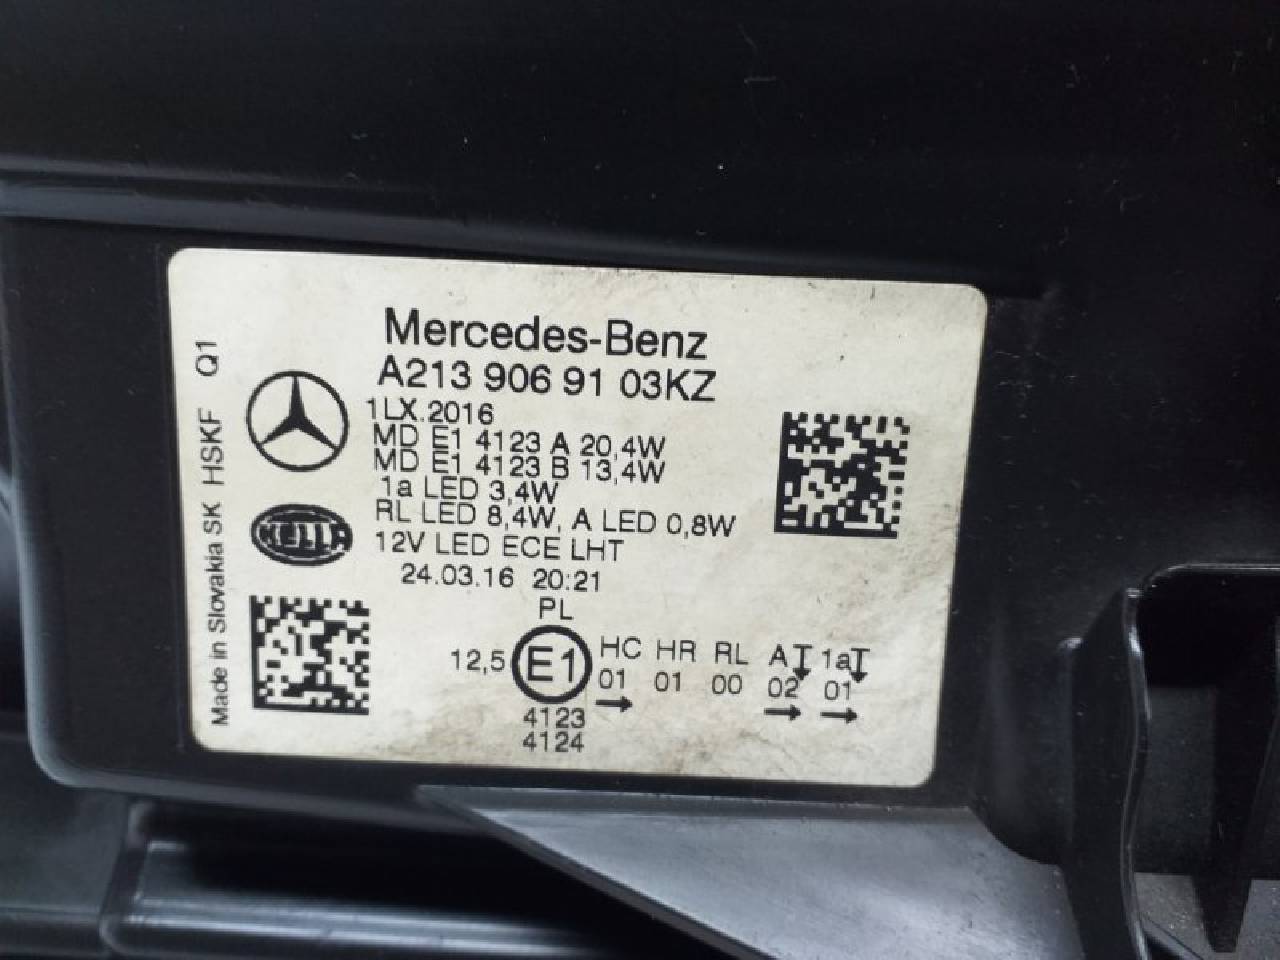 Mercedes-Benz
A213 906 91 03KZ
1LX.2016
MD E1 4123 A 20,4W
MD E1 4123 B 13,4W
1a LED 3,4W
RL LED 8,4W, A LED 0,8W
12V LED ECE LHT
24.03.16 20:21
PL
12,5 E1 HC HR RL A 1a
01 01 00 02 01
4123
4124
HELLA
Made in Slovakia SK HSKF Q1